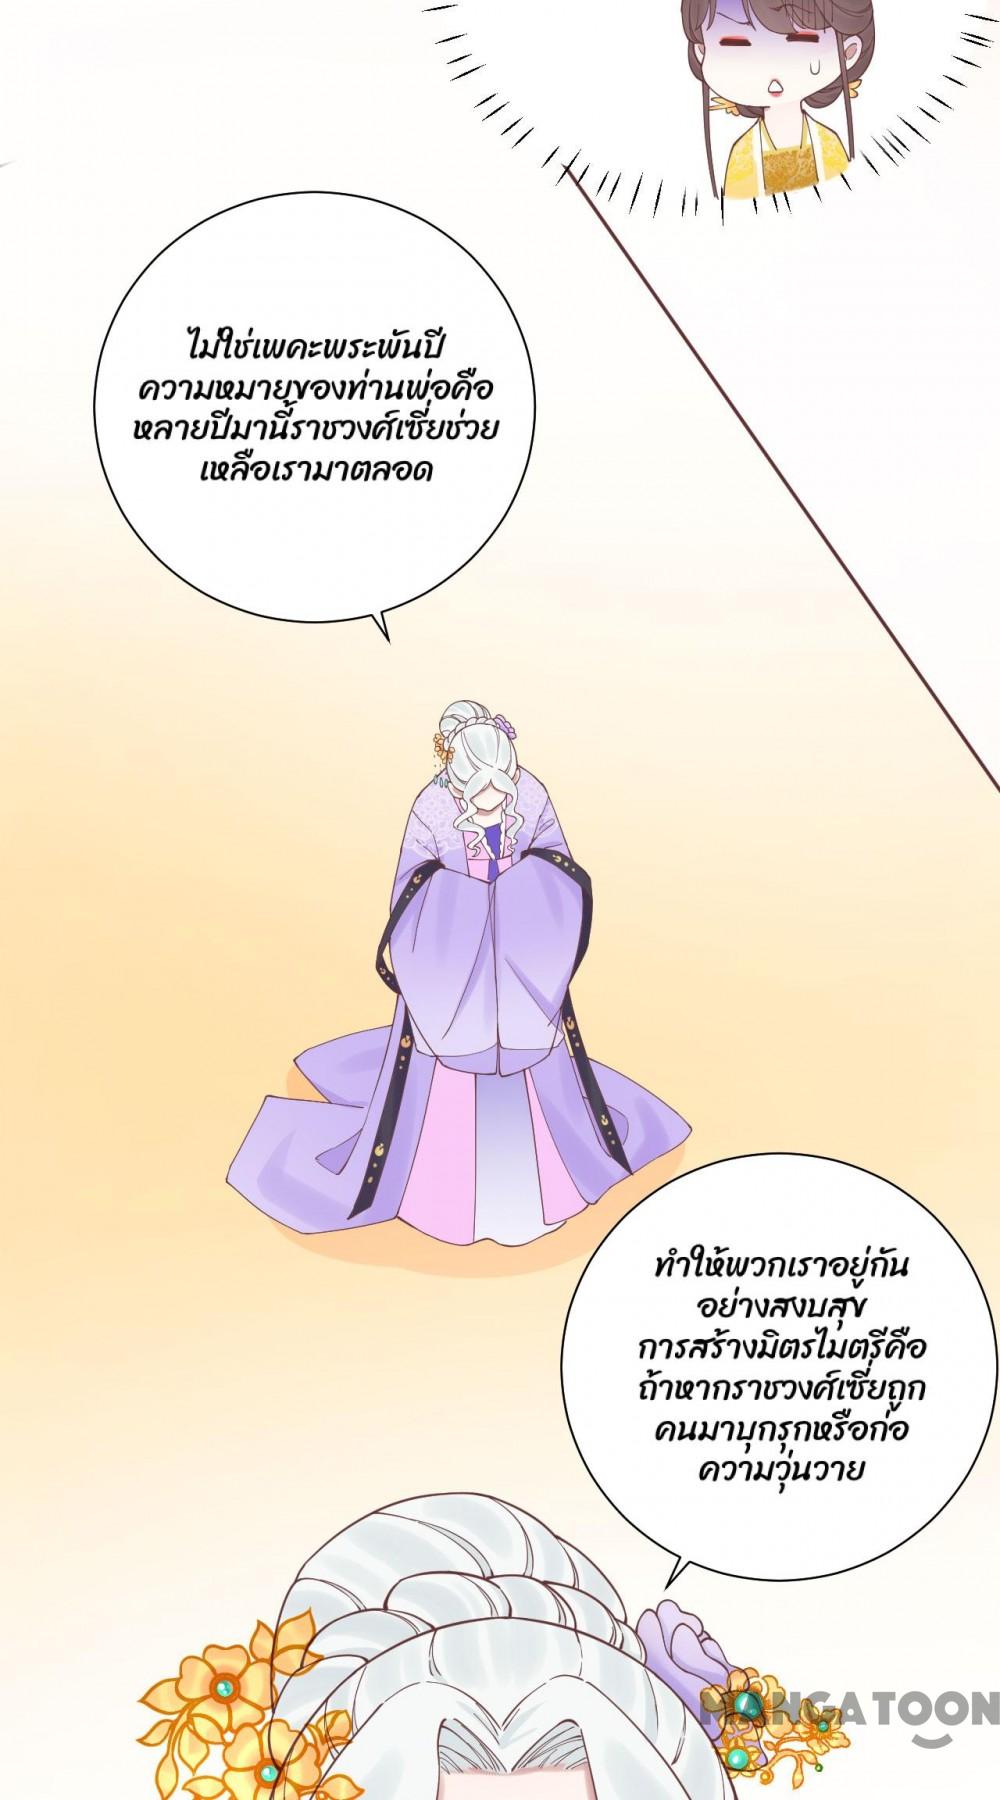 ไม่ใช่เพคะพระพันปี
ความหมายของท่านพ่อคือ
หลายปีมานี้ราชวงศ์เซี่ยช่วย
เหลือเรามาตลอด
ทำให้พวกเราอยู่กัน
อย่างสงบสุข
การสร้างมิตรไมตรีคือ
ถ้าหากราชวงศ์เซี่ยถูก
คนมาบุกรุกหรือก่อ
ความวุ่นวาย
MANGATOON